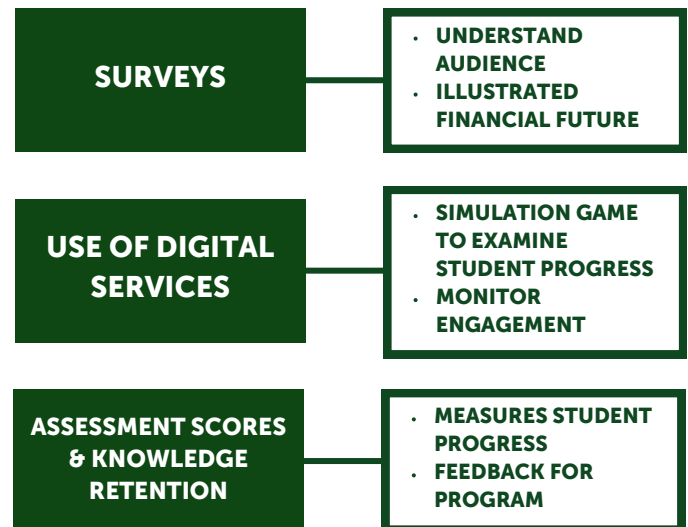 SURVEYS
• UNDERSTAND
AUDIENCE
• ILLUSTRATED
FINANCIAL FUTURE
USE OF DIGITAL
SERVICES
• SIMULATION GAME
TO EXAMINE
STUDENT PROGRESS
• MONITOR
ENGAGEMENT
ASSESSMENT SCORES
& KNOWLEDGE
RETENTION
• MEASURES STUDENT
PROGRESS
• FEEDBACK FOR
PROGRAM